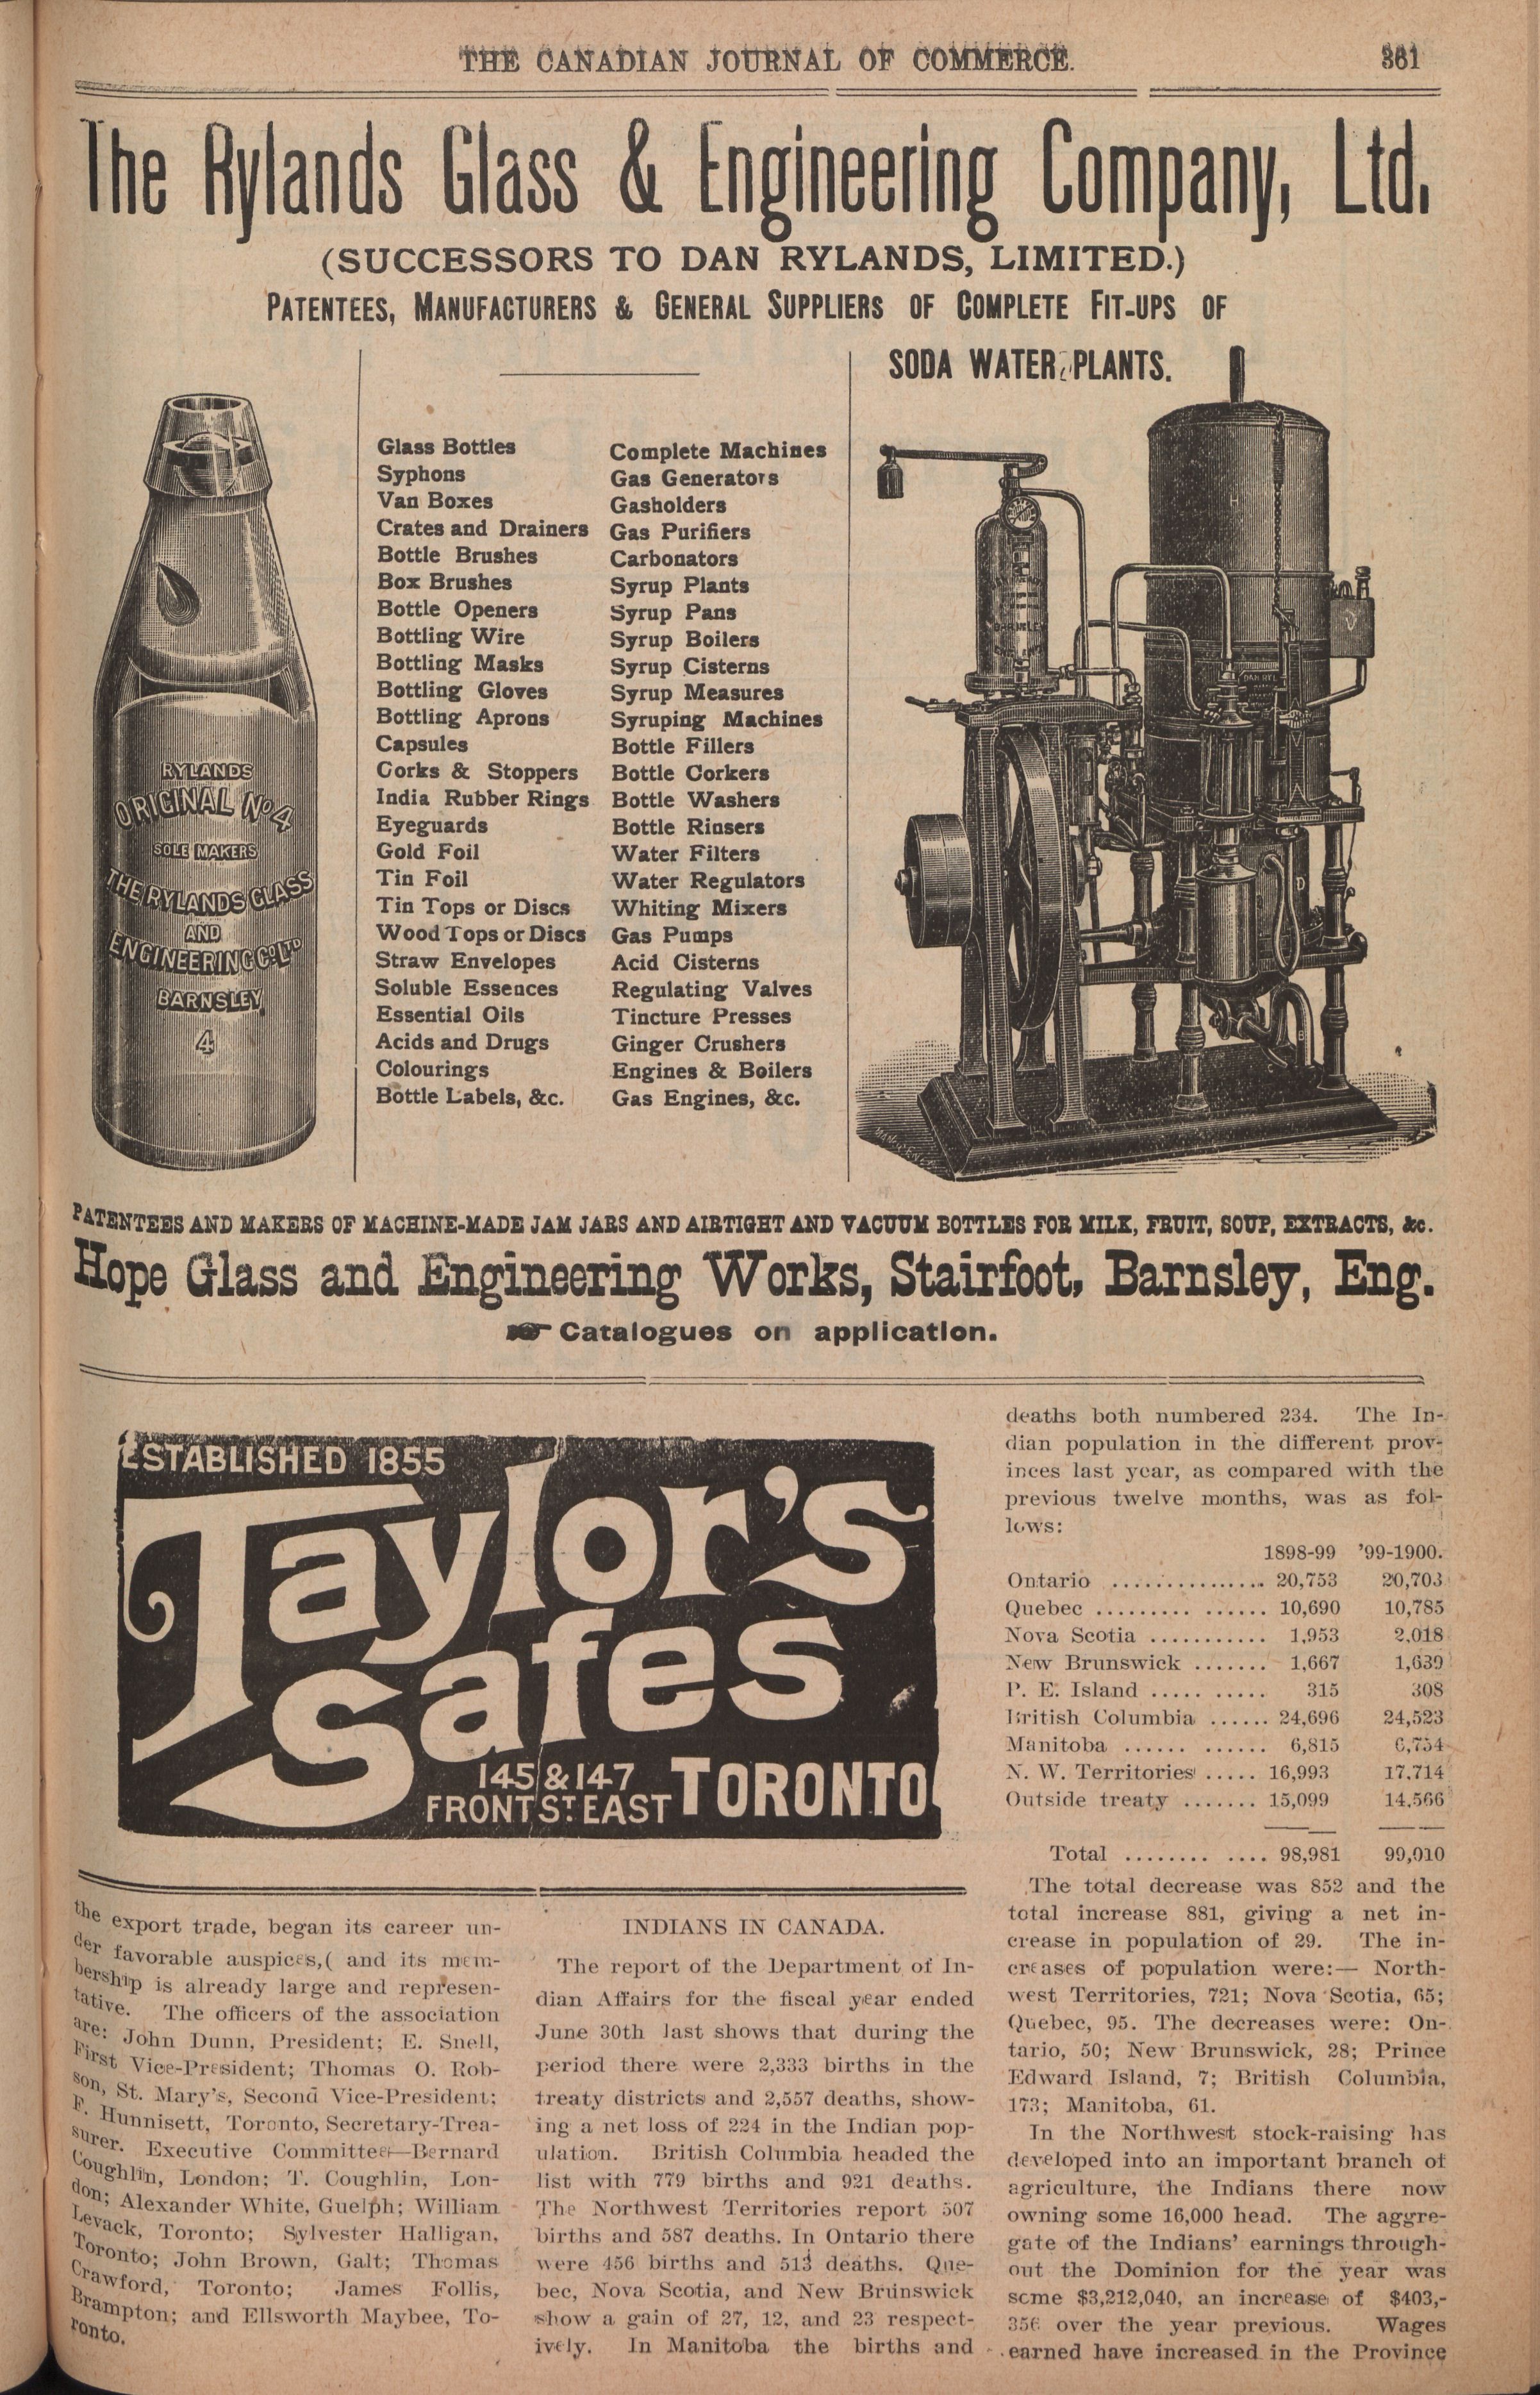 THE CANADIAN JOURNAL OF COMMERCE.
361
The Rylands Glass & Engineering Company, Ltd.
(SUCCESSORS TO DAN RYLANDS, LIMITED.)
PATENTEES, MANUFACTURERS & GENERAL SUPPLIERS OF COMPLETE FIT-UPS OF
SODA WATER PLANTS.
RYLANDS
ORIGINAL No 4
SOLE MAKERS
THE RYLANDS GLASS
AND
ENGINEERING Co LTD
BARNSLEY
4
Glass Bottles
Syphons
Van Boxes
Crates and Drainers
Bottle Brushes
Box Brushes
Bottle Openers
Bottling Wire
Bottling Masks
Bottling Gloves
Bottling Aprons
Capsules
Corks & Stoppers
India Rubber Rings
Eyeguards
Gold Foil
Tin Foil
Tin Tops or Discs
Wood Tops or Discs
Straw Envelopes
Soluble Essences
Essential Oils
Acids and Drugs
Colourings
Bottle Labels, &c.
Complete Machines
Gas Generators
Gasholders
Gas Purifiers
Carbonators
Syrup Plants
Syrup Pans
Syrup Boilers
Syrup Cisterns
Syrup Measures
Syruping Machines
Bottle Fillers
Bottle Corkers
Bottle Washers
Bottle Rinsers
Water Filters
Water Regulators
Whiting Mixers
Gas Pumps
Acid Cisterns
Regulating Valves
Tincture Presses
Ginger Crushers
Engines & Boilers
Gas Engines, &c.
H
V
DAN RYL
BARNSLEY
D
PATENTEES AND MAKERS OF MACHINE-MADE JAM JARS AND AIRTIGHT AND VACUUM BOTTLES FOR MILK, FRUIT, SOUP, EXTRACTS, &c.
Hope Glass and Engineering Works, Stairfoot, Barnsley, Eng.
☛ Catalogues on application.
ESTABLISHED 1855
Taylor's
Safes
145 & 147
FRONT ST. EAST
TORONTO
the export trade, began its career un-
der favorable auspices,( and its mem-
bership is already large and represen-
tative. The officers of the association
are: John Dunn, President; E. Snell,
First Vice-President; Thomas O. Rob-
son, St. Mary's, Second Vice-President;
F. Hunnisett, Toronto, Secretary-Trea-
surer. Executive Committee—Bernard
Coughlin, London; T. Coughlin, Lon-
don; Alexander White, Guelph; William
Levack, Toronto; Sylvester Halligan,
Toronto; John Brown, Galt; Thomas
Crawford, Toronto; James Follis,
Brampton; and Ellsworth Maybee, To-
ronto.
INDIANS IN CANADA.
The report of the Department of In-
dian Affairs for the fiscal year ended
June 30th last shows that during the
period there were 2,333 births in the
treaty districts and 2,557 deaths, show-
ing a net loss of 224 in the Indian pop-
ulation. British Columbia headed the
list with 779 births and 921 deaths.
The Northwest Territories report 507
births and 587 deaths. In Ontario there
were 456 births and 513 deaths. Que-
bec, Nova Scotia, and New Brunswick
show a gain of 27, 12, and 23 respect-
ively. In Manitoba the births and
deaths both numbered 234. The In-
dian population in the different prov-
inces last year, as compared with the
previous twelve months, was as fol-
lows:
1898-99 '99-1900.
Ontario ............... 20,753 20,703
Quebec ......... ...... 10,690 10,785
Nova Scotia ........... 1,953 2,018
New Brunswick ....... 1,667 1,639
P. E. Island ..... ..... 315 308
British Columbia ...... 24,696 24,523
Manitoba ...... ...... 6,815 6,754
N. W. Territories ..... 16,993 17,714
Outside treaty ....... 15,099 14,566
Total ........ .... 98,981 99,010
The total decrease was 852 and the
total increase 881, giving a net in-
crease in population of 29. The in-
creases of population were:— North-
west Territories, 721; Nova Scotia, 65;
Quebec, 95. The decreases were: On-
tario, 50; New Brunswick, 28; Prince
Edward Island, 7; British Columbia,
173; Manitoba, 61.
In the Northwest stock-raising has
developed into an important branch of
agriculture, the Indians there now
owning some 16,000 head. The aggre-
gate of the Indians' earnings through-
out the Dominion for the year was
some $3,212,040, an increase of $403,-
356 over the year previous. Wages
earned have increased in the Province